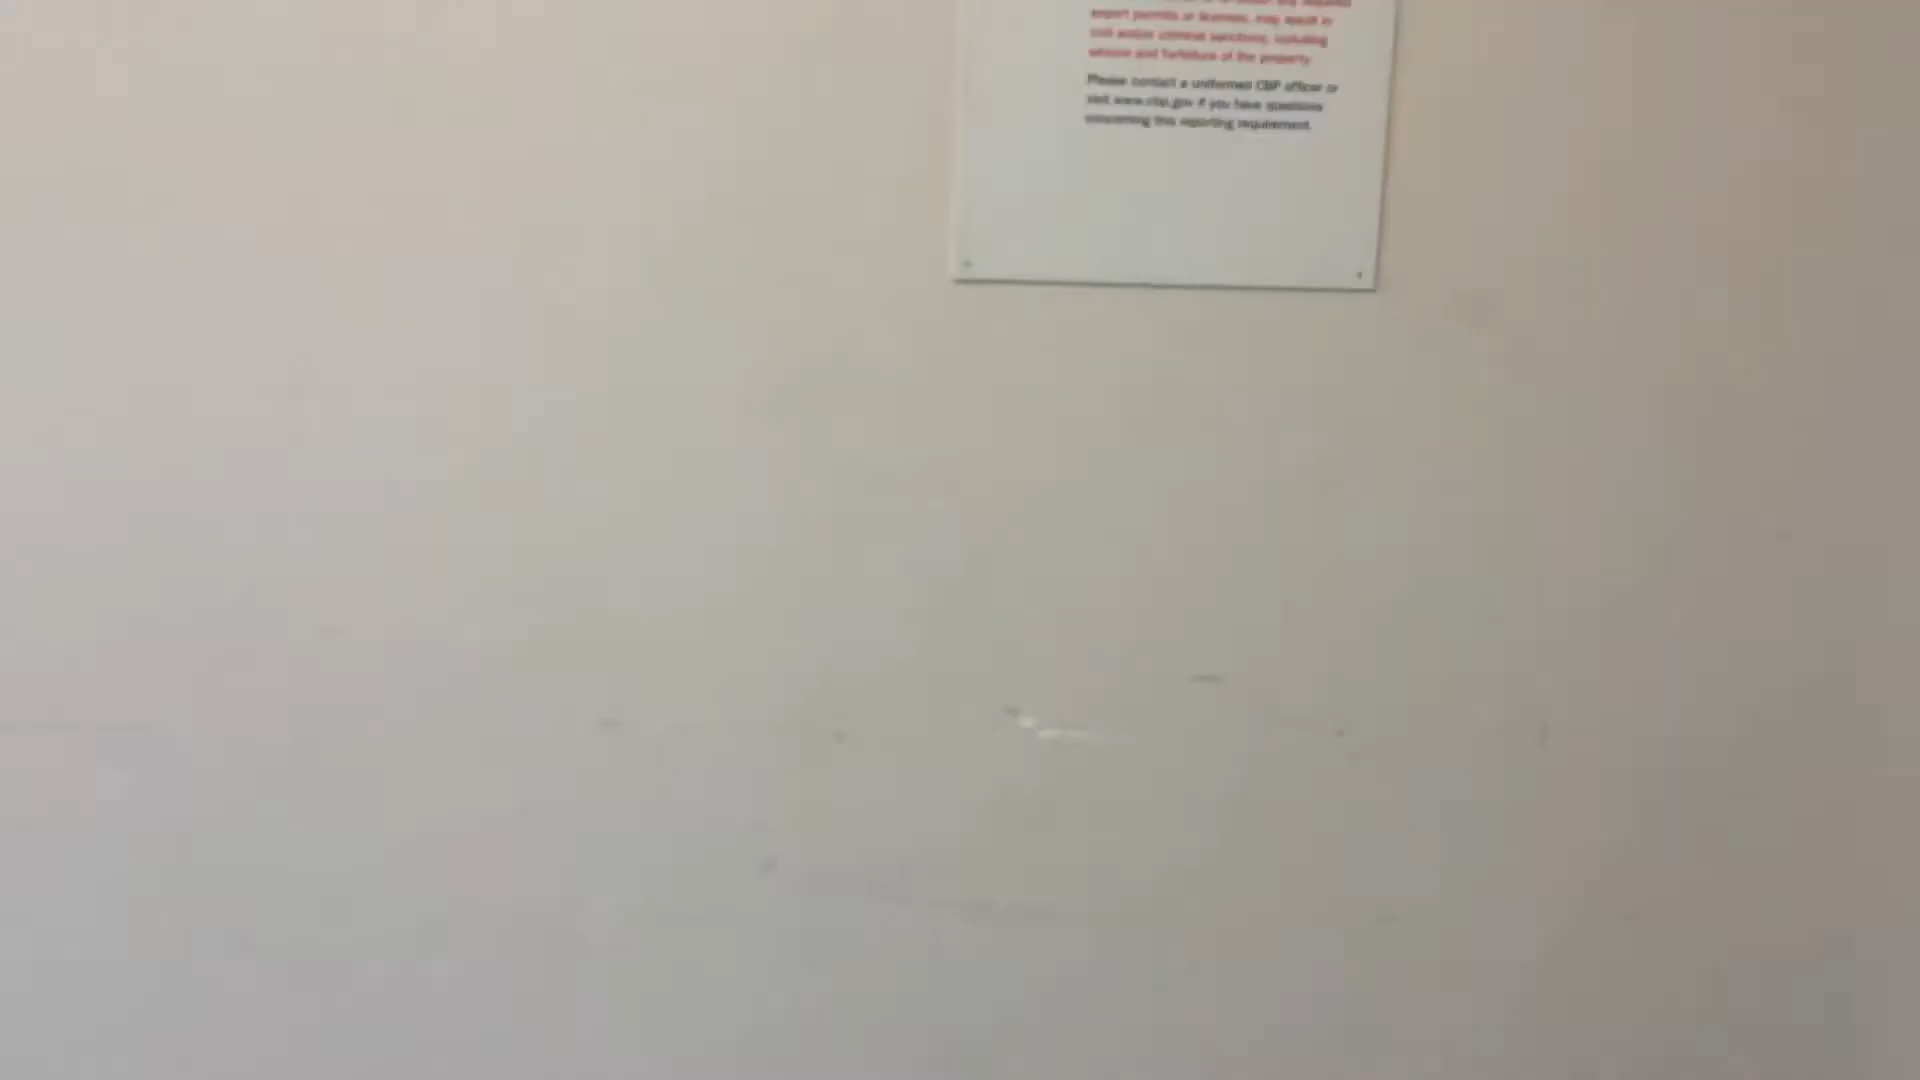 export permits or licenses, may result in
civil and/or criminal sanctions, including
seizure and forfeiture of the property.
Please contact a uniformed CBP officer or
visit www.cbp.gov if you have questions
concerning this reporting requirement.